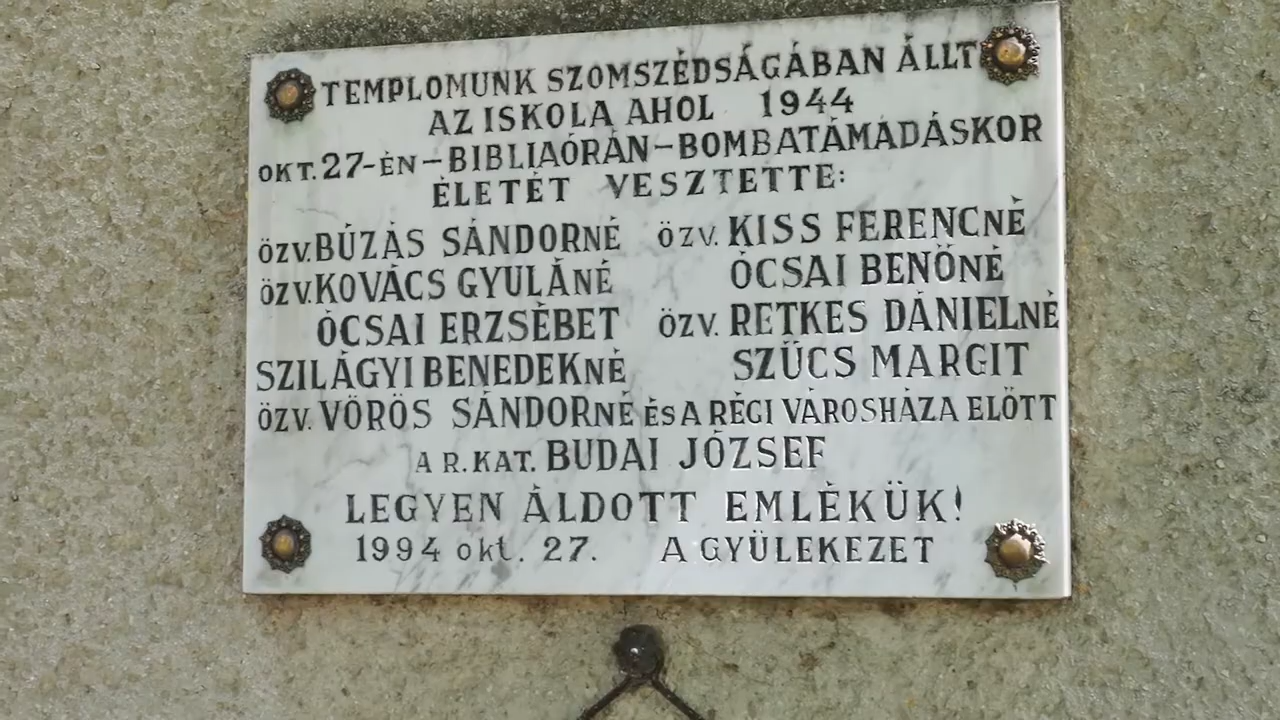 TEMPLOMUNK SZOMSZÉDSÁGÁBAN ÁLLT
AZ ISKOLA AHOL 1944
OKT. 27-ÉN-BIBLIAÓRÁN-BOMBATÁMADÁSKOR
ÉLETÉT VESZTETTE:
ÖZV. BÚZÁS SÁNDORNÉ ÖZV. KISS FERENCNÉ
ÖZV. KOVÁCS GYULÁNÉ ÓCSAI BENŐNÉ
ÓCSAI ERZSÉBET ÖZV. RETKES DÁNIELNÉ
SZILÁGYI BENEDEKNÉ SZŰCS MARGIT
ÖZV. VÖRÖS SÁNDORNÉ ÉS A RÉGI VÁROSHÁZA ELŐTT
A R. KAT. BUDAI JÓZSEF
LEGYEN ÁLDOTT EMLÉKÜK!
1994 okt. 27. A GYÜLEKEZET